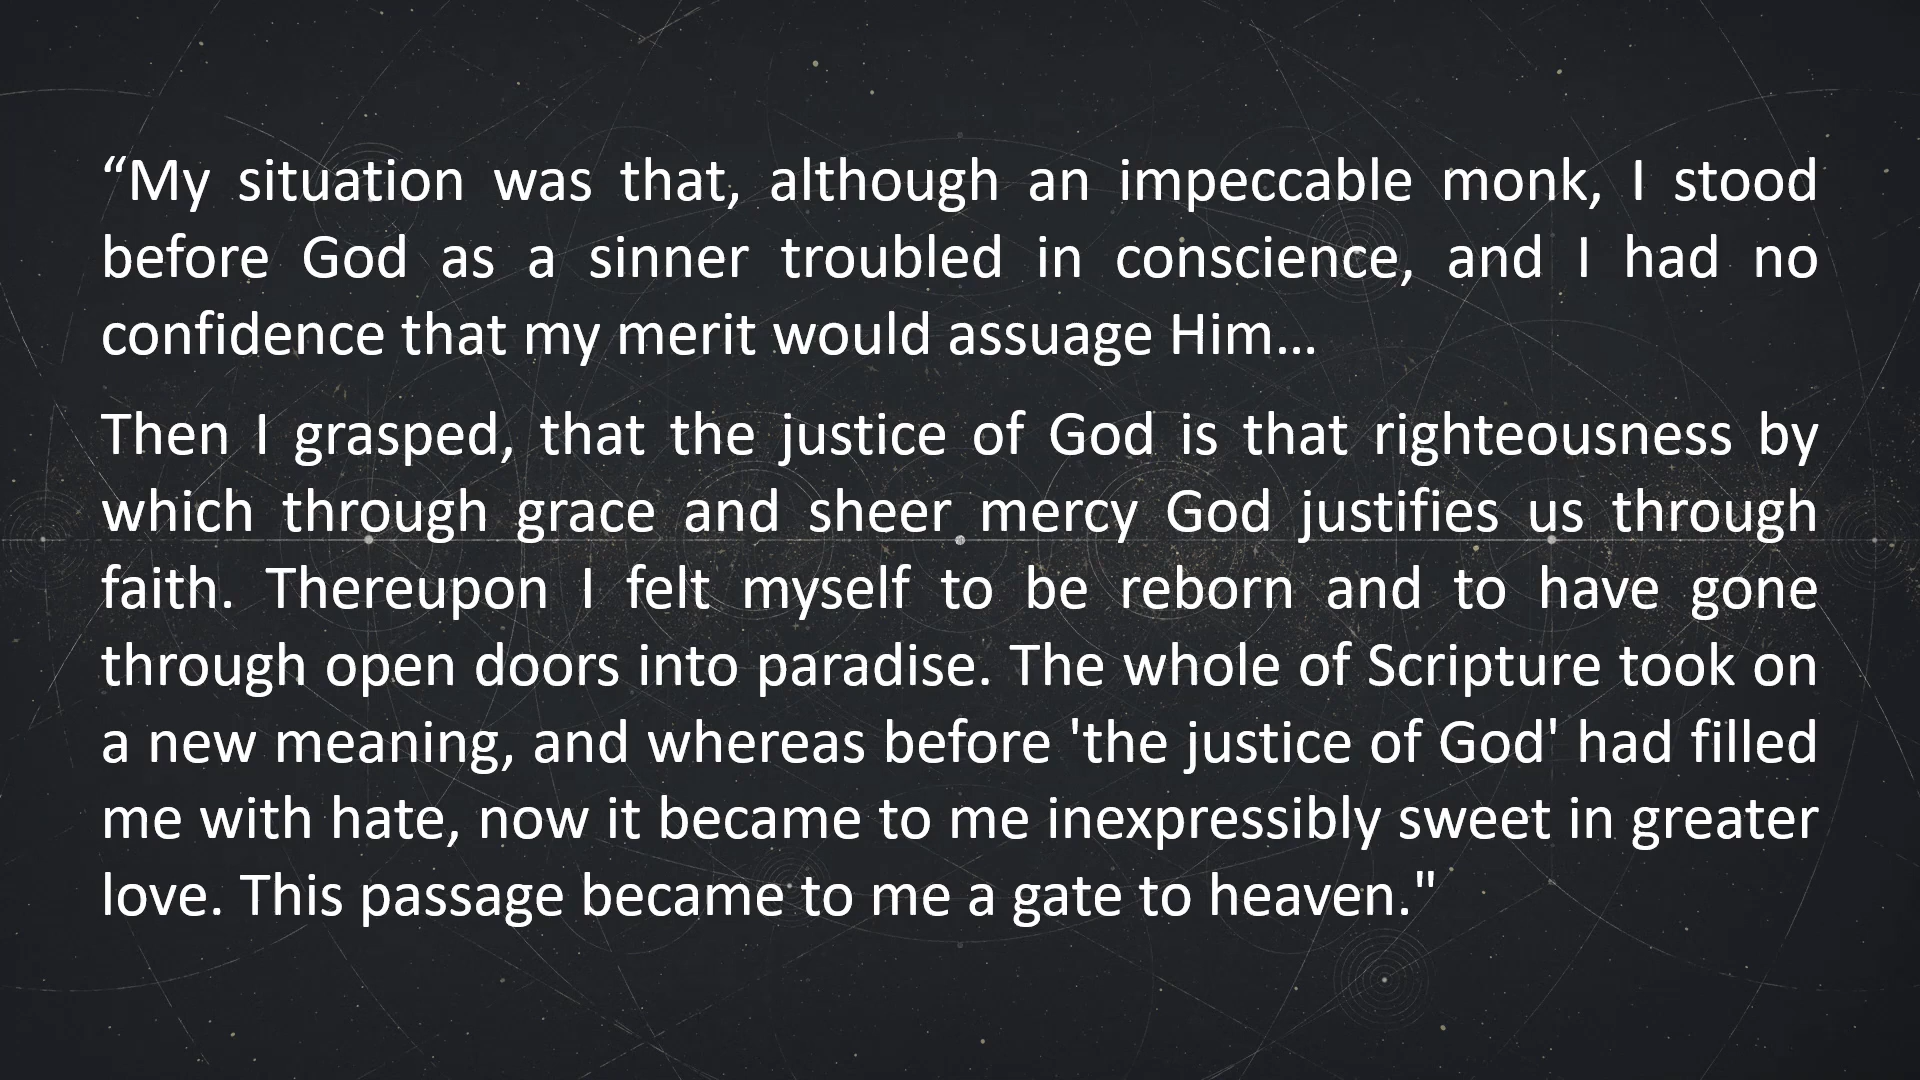 “My situation was that, although an impeccable monk, I stood
before God as a sinner troubled in conscience, and I had no
confidence that my merit would assuage Him…
Then I grasped, that the justice of God is that righteousness by
which through grace and sheer mercy God justifies us through
faith. Thereupon I felt myself to be reborn and to have gone
through open doors into paradise. The whole of Scripture took on
a new meaning, and whereas before 'the justice of God' had filled
me with hate, now it became to me inexpressibly sweet in greater
love. This passage became to me a gate to heaven."